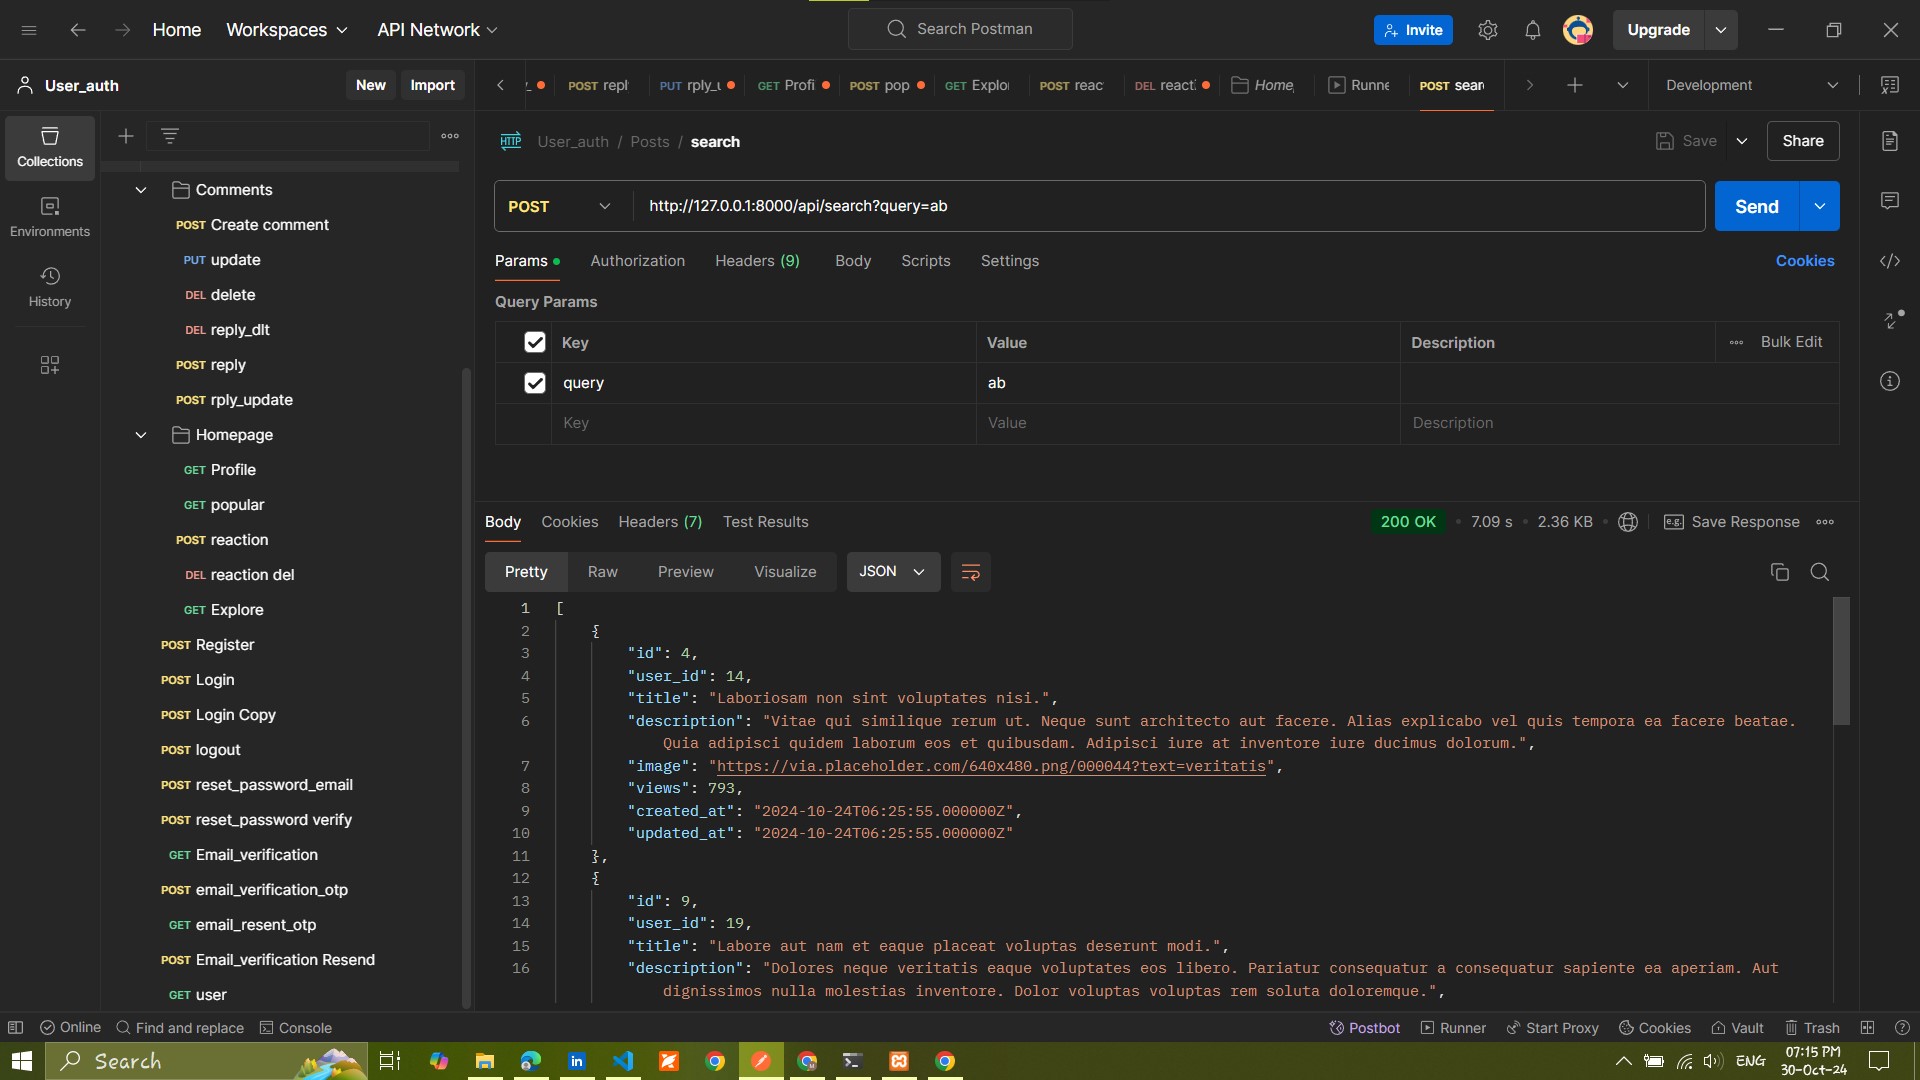 Home Workspaces API Network Search Postman Invite Upgrade
User_auth New Import POST repl PUT rply_u GET Profi POST pop GET Explo POST reac DEL reacti Home Runne POST sear Development
Collections
Environments
History
Comments
POST Create comment
PUT update
DEL delete
DEL reply_dlt
POST reply
POST rply_update
Homepage
GET Profile
GET popular
POST reaction
DEL reaction del
GET Explore
POST Register
POST Login
POST Login Copy
POST logout
POST reset_password_email
POST reset_password verify
GET Email_verification
POST email_verification_otp
GET email_resent_otp
POST Email_verification Resend
GET user
HTTP User_auth / Posts / search Save Share
POST http://127.0.0.1:8000/api/search?query=ab Send
Params Authorization Headers (9) Body Scripts Settings Cookies
Query Params
Key Value Description Bulk Edit
query ab
Key Value Description
Body Cookies Headers (7) Test Results 200 OK 7.09 s 2.36 KB e.g. Save Response
Pretty Raw Preview Visualize JSON
1 [
2 {
3 "id": 4,
4 "user_id": 14,
5 "title": "Laboriosam non sint voluptates nisi.",
6 "description": "Vitae qui similique rerum ut. Neque sunt architecto aut facere. Alias explicabo vel quis tempora ea facere beatae.
Quia adipisci quidem laborum eos et quibusdam. Adipisci iure at inventore iure ducimus dolorum.",
7 "image": "https://via.placeholder.com/640x480.png/000044?text=veritatis",
8 "views": 793,
9 "created_at": "2024-10-24T06:25:55.000000Z",
10 "updated_at": "2024-10-24T06:25:55.000000Z"
11 },
12 {
13 "id": 9,
14 "user_id": 19,
15 "title": "Labore aut nam et eaque placeat voluptas deserunt modi.",
16 "description": "Dolores neque veritatis eaque voluptates eos libero. Pariatur consequatur a consequatur sapiente ea aperiam. Aut
dignissimos nulla molestias inventore. Dolor voluptas voluptas rem soluta doloremque.",
Online Find and replace Console Postbot Runner Start Proxy Cookies Vault Trash
Search in ENG 07:15 PM
30-Oct-24